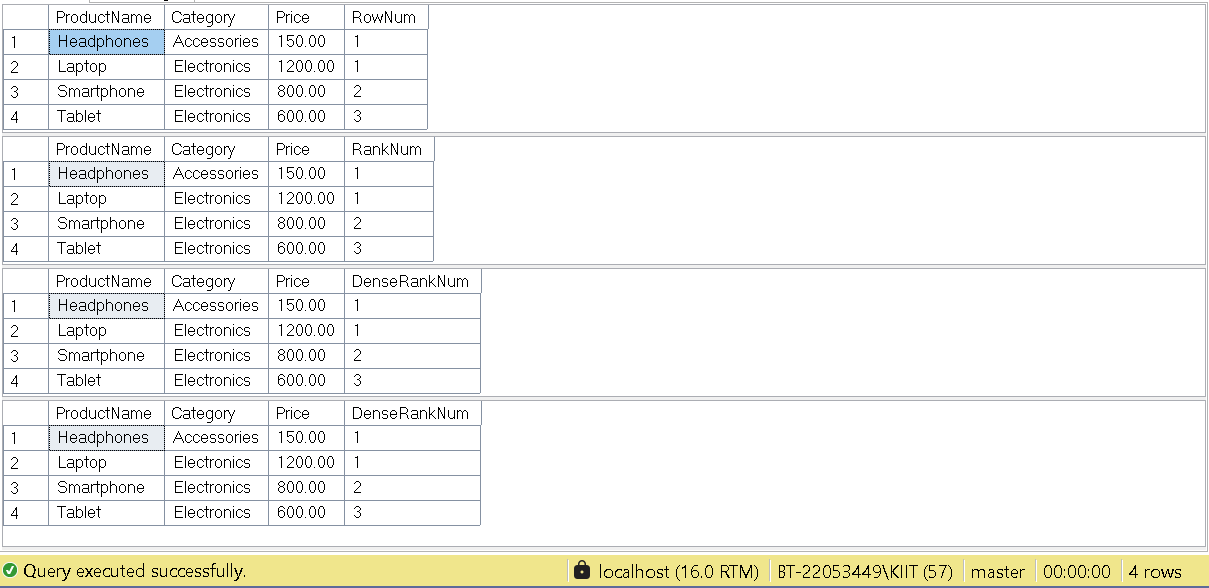 ProductName Category Price RowNum
1 Headphones Accessories 150.00 1
2 Laptop Electronics 1200.00 1
3 Smartphone Electronics 800.00 2
4 Tablet Electronics 600.00 3
ProductName Category Price RankNum
1 Headphones Accessories 150.00 1
2 Laptop Electronics 1200.00 1
3 Smartphone Electronics 800.00 2
4 Tablet Electronics 600.00 3
ProductName Category Price DenseRankNum
1 Headphones Accessories 150.00 1
2 Laptop Electronics 1200.00 1
3 Smartphone Electronics 800.00 2
4 Tablet Electronics 600.00 3
ProductName Category Price DenseRankNum
1 Headphones Accessories 150.00 1
2 Laptop Electronics 1200.00 1
3 Smartphone Electronics 800.00 2
4 Tablet Electronics 600.00 3
Query executed successfully. localhost (16.0 RTM) BT-22053449\KIIT (57) master 00:00:00 4 rows